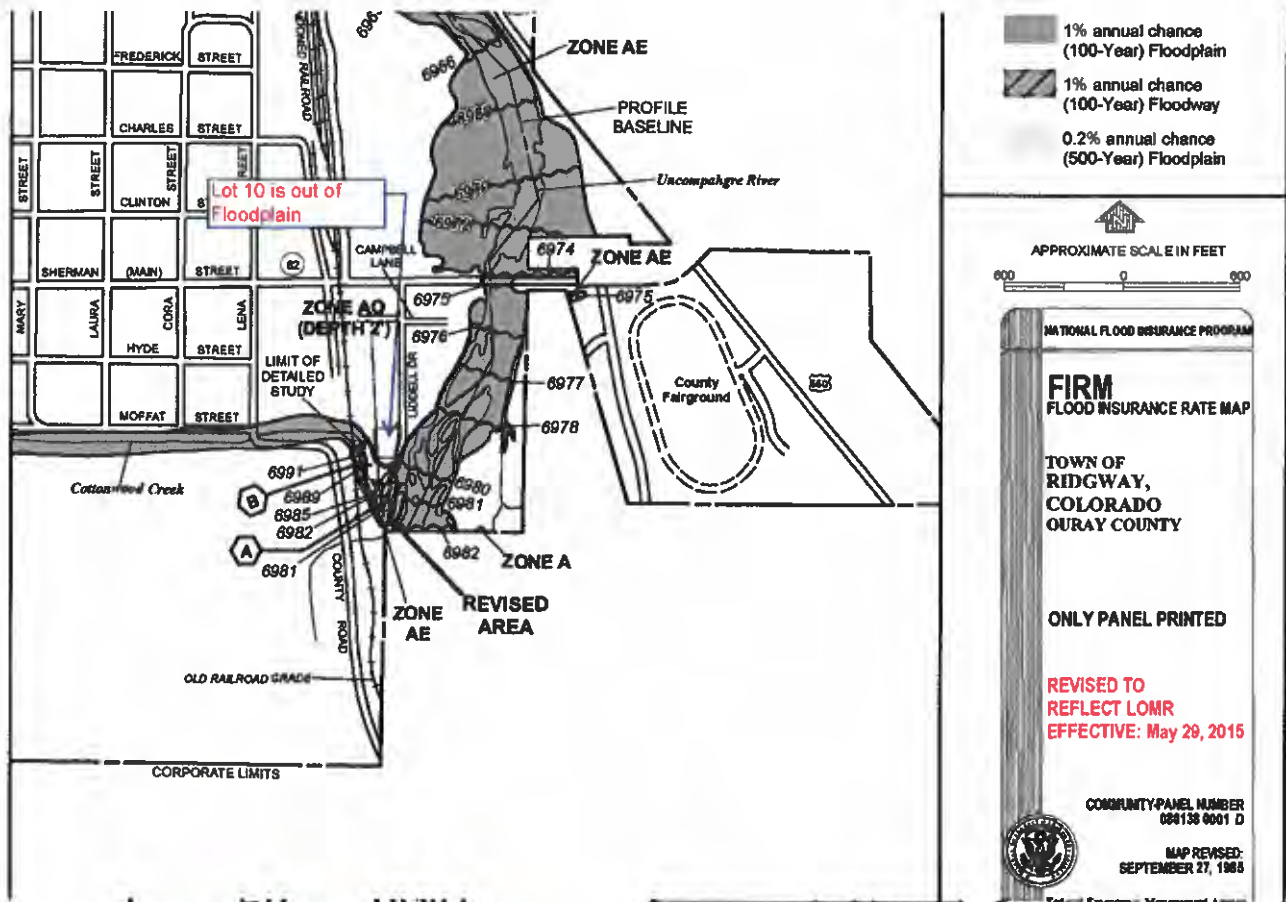 FREDERICK STREET
CHARLES STREET
STREET
STREET
STREET
CLINTON
SHERMAN (MAIN) STREET
62
MARY
LAURA
CORA
LENA
HYDE STREET
MOFFAT STREET
6966
ZONE AE
PROFILE
BASELINE
Uncompahgre River
Lot 10 is out of
Floodplain
CAMPBELL
LANE
6974
ZONE AE
6975
6975
ZONE AO
(DEPTH 2')
6976
LIMIT OF
DETAILED
STUDY
LIDDELL DR
6977
6978
County
Fairground
550
Cottonwood Creek
6991
B
6989
6985
6982
A
6981
6980
6981
6982
ZONE A
ZONE
AE
REVISED
AREA
COUNTY
ROAD
OLD RAILROAD GRADE
CORPORATE LIMITS
1% annual chance
(100-Year) Floodplain
1% annual chance
(100-Year) Floodway
0.2% annual chance
(500-Year) Floodplain
APPROXIMATE SCALE IN FEET
600 0 600
NATIONAL FLOOD INSURANCE PROGRAM
FIRM
FLOOD INSURANCE RATE MAP
TOWN OF
RIDGWAY,
COLORADO
OURAY COUNTY
ONLY PANEL PRINTED
REVISED TO
REFLECT LOMR
EFFECTIVE: May 29, 2015
COMMUNITY-PANEL NUMBER
080138 0001 D
MAP REVISED:
SEPTEMBER 27, 1985